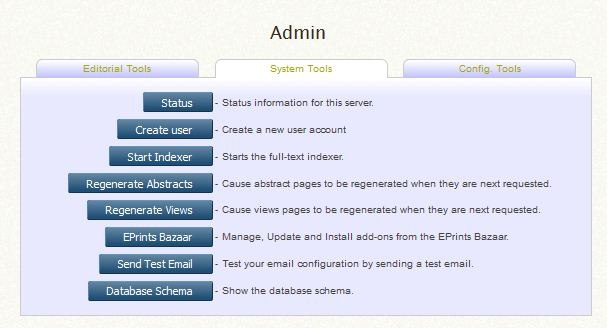 Admin
Editorial Tools System Tools Config. Tools
Status - Status information for this server.
Create user - Create a new user account
Start Indexer - Starts the full-text indexer.
Regenerate Abstracts - Cause abstract pages to be regenerated when they are next requested.
Regenerate Views - Cause views pages to be regenerated when they are next requested.
EPrints Bazaar - Manage, Update and Install add-ons from the EPrints Bazaar.
Send Test Email - Test your email configuration by sending a test email.
Database Schema - Show the database schema.